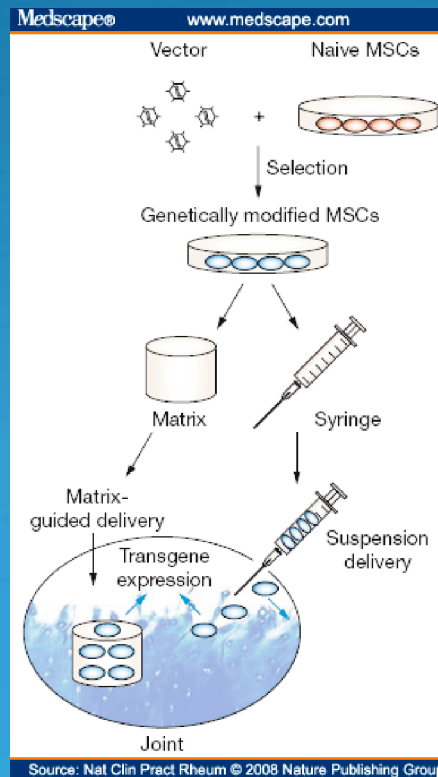 Medscape® www.medscape.com
Vector Naive MSCs
+
Selection
Genetically modified MSCs
Matrix Syringe
Matrix-
guided delivery
Suspension
delivery
Transgene
expression
Joint
Source: Nat Clin Pract Rheum © 2008 Nature Publishing Group